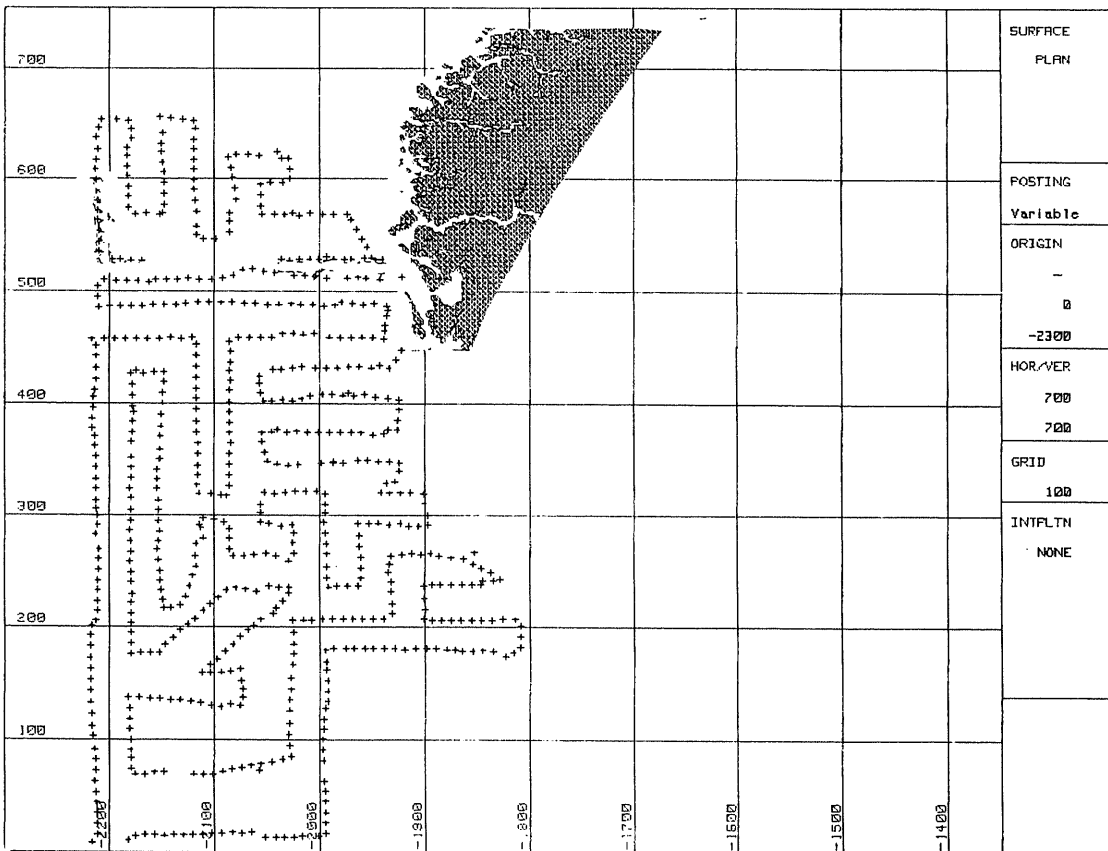 700
600
500
400
300
200
100
-2200
-2100
-2000
-1900
-1800
-1700
-1600
-1500
-1400
SURFACE
PLAN
POSTING
Variable
ORIGIN
-
0
-2300
HOR/VER
700
700
GRID
100
INTPLTN
NONE